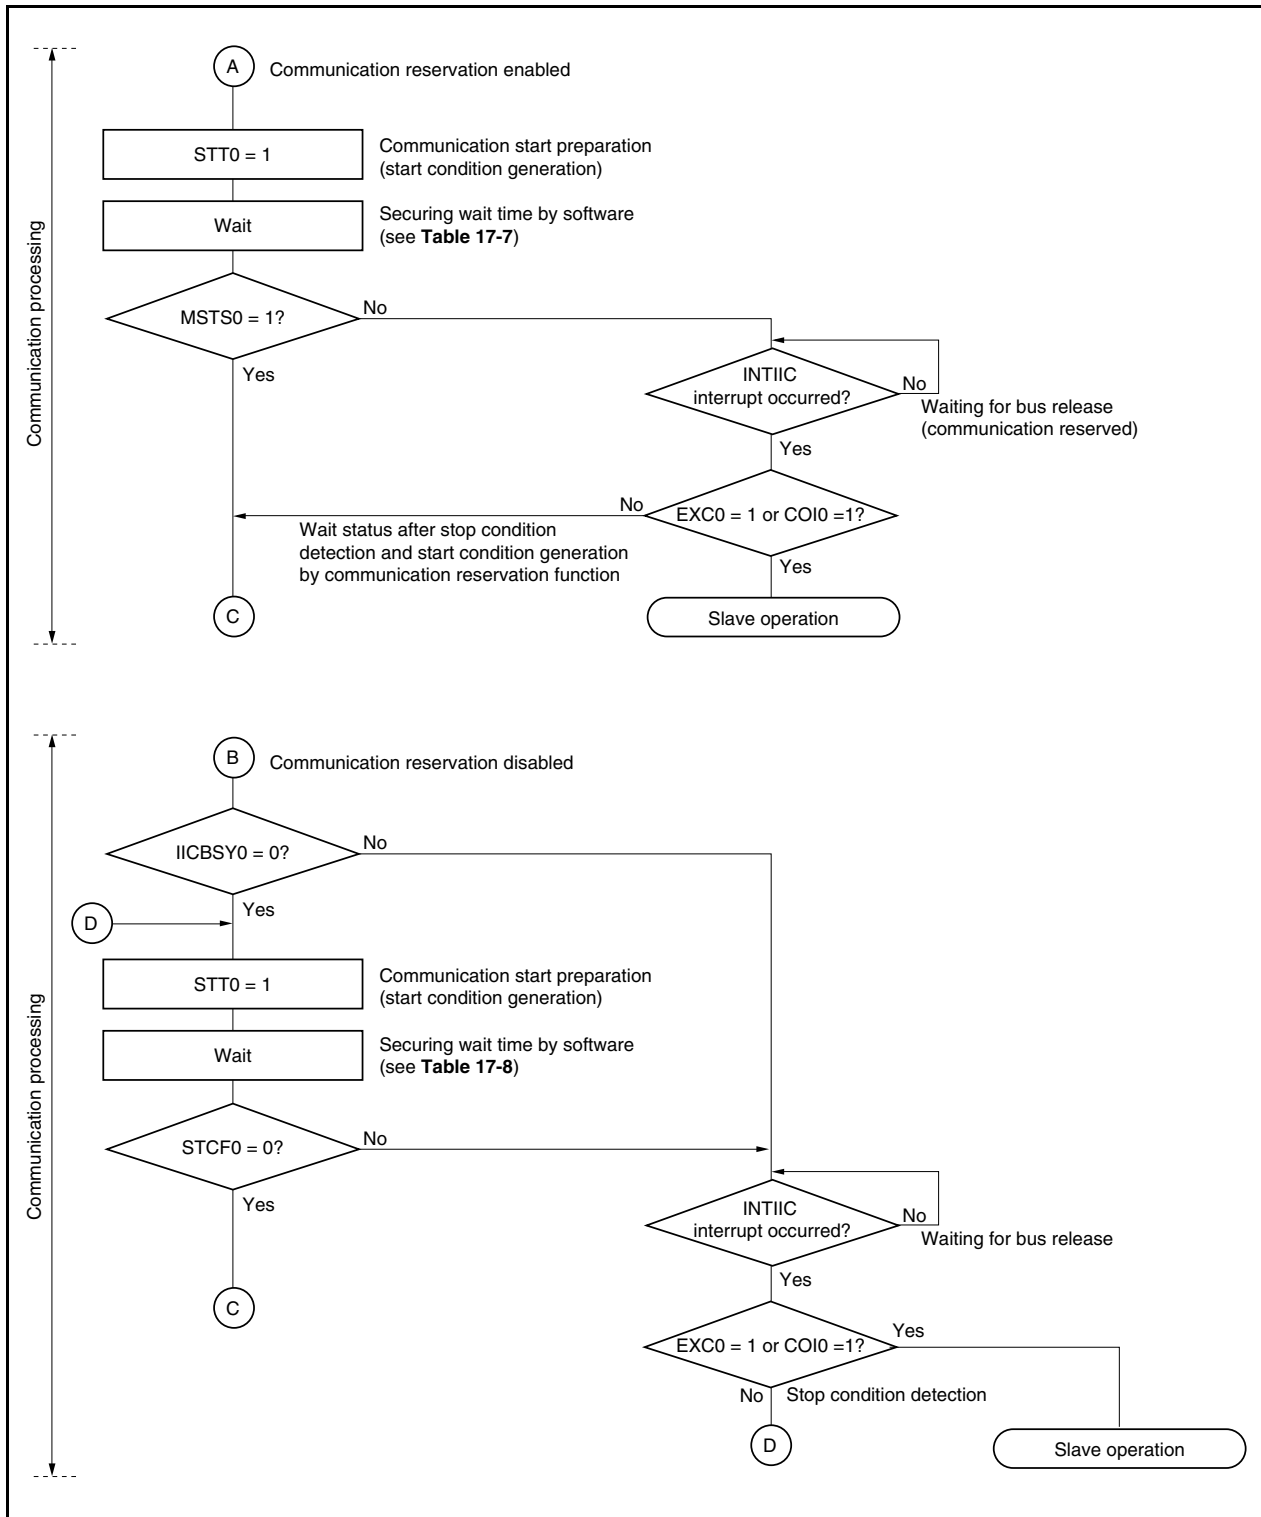 A
Communication reservation enabled
STT0 = 1
Communication start preparation
(start condition generation)
Wait
Securing wait time by software
(see Table 17-7)
MSTS0 = 1?
No
Yes
INTIIC
interrupt occurred?
No
Waiting for bus release
(communication reserved)
Yes
EXC0 = 1 or COI0 =1?
No
Wait status after stop condition
detection and start condition generation
by communication reservation function
Yes
C
Slave operation
Communication processing
B
Communication reservation disabled
IICBSY0 = 0?
No
Yes
D
STT0 = 1
Communication start preparation
(start condition generation)
Wait
Securing wait time by software
(see Table 17-8)
STCF0 = 0?
No
Yes
INTIIC
interrupt occurred?
No
Waiting for bus release
Yes
C
EXC0 = 1 or COI0 =1?
Yes
No
Stop condition detection
D
Slave operation
Communication processing